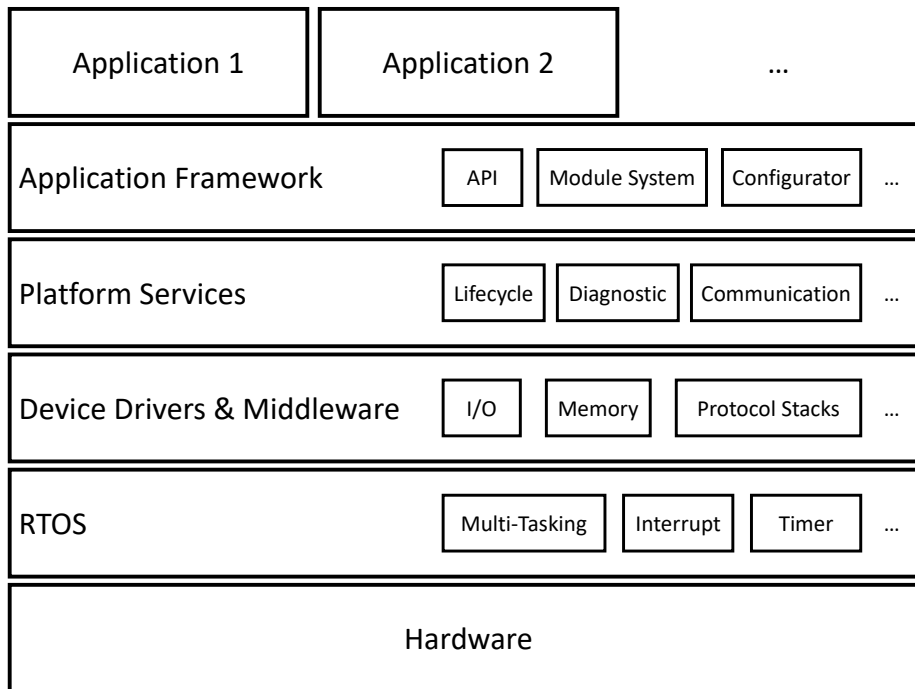 Application 1
Application 2
...
Application Framework
API
Module System
Configurator
...
Platform Services
Lifecycle
Diagnostic
Communication
...
Device Drivers & Middleware
I/O
Memory
Protocol Stacks
...
RTOS
Multi-Tasking
Interrupt
Timer
...
Hardware